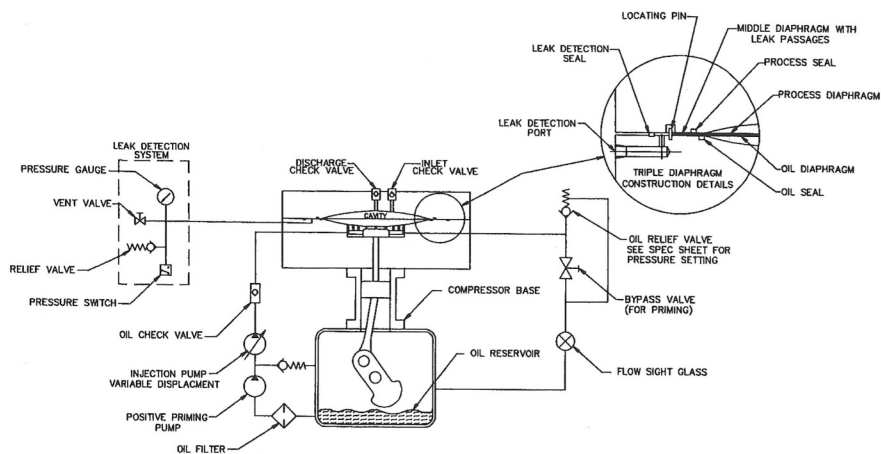 LOCATING PIN
MIDDLE DIAPHRAGM WITH
LEAK PASSAGES
LEAK DETECTION
SEAL
PROCESS SEAL
PROCESS DIAPHRAGM
LEAK DETECTION
PORT
OIL DIAPHRAGM
OIL SEAL
TRIPLE DIAPHRAGM
CONSTRUCTION DETAILS
LEAK DETECTION
SYSTEM
PRESSURE GAUGE
VENT VALVE
RELIEF VALVE
PRESSURE SWITCH
DISCHARGE
CHECK VALVE
INLET
CHECK VALVE
CAVITY
OIL RELIEF VALVE
SEE SPEC SHEET FOR
PRESSURE SETTING
BYPASS VALVE
(FOR PRIMING)
COMPRESSOR BASE
OIL CHECK VALVE
OIL RESERVOIR
FLOW SIGHT GLASS
INJECTION PUMP
VARIABLE DISPLACMENT
POSITIVE PRIMING
PUMP
OIL FILTER